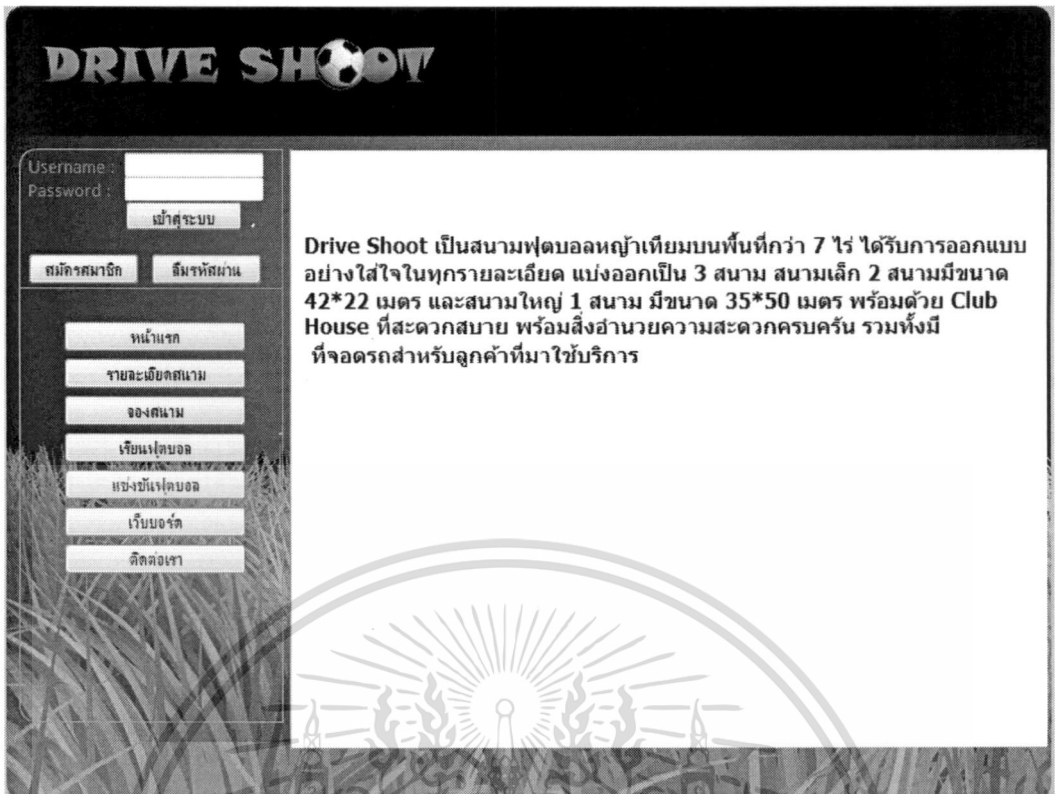 DRIVE SHOOT
Username :
Password :
เข้าสู่ระบบ
สมัครสมาชิก ลืมรหัสผ่าน
หน้าแรก
รายละเอียดสนาม
จองสนาม
เรียนฟุตบอล
แข่งขันฟุตบอล
เว็บบอร์ด
ติดต่อเรา
Drive Shoot เป็นสนามฟุตบอลหญ้าเทียมบนพื้นที่กว่า 7 ไร่ ได้รับการออกแบบ
อย่างใส่ใจในทุกรายละเอียด แบ่งออกเป็น 3 สนาม สนามเล็ก 2 สนามมีขนาด
42*22 เมตร และสนามใหญ่ 1 สนาม มีขนาด 35*50 เมตร พร้อมด้วย Club
House ที่สะดวกสบาย พร้อมสิ่งอำนวยความสะดวกครบครัน รวมทั้งมี
ที่จอดรถสำหรับลูกค้าที่มาใช้บริการ